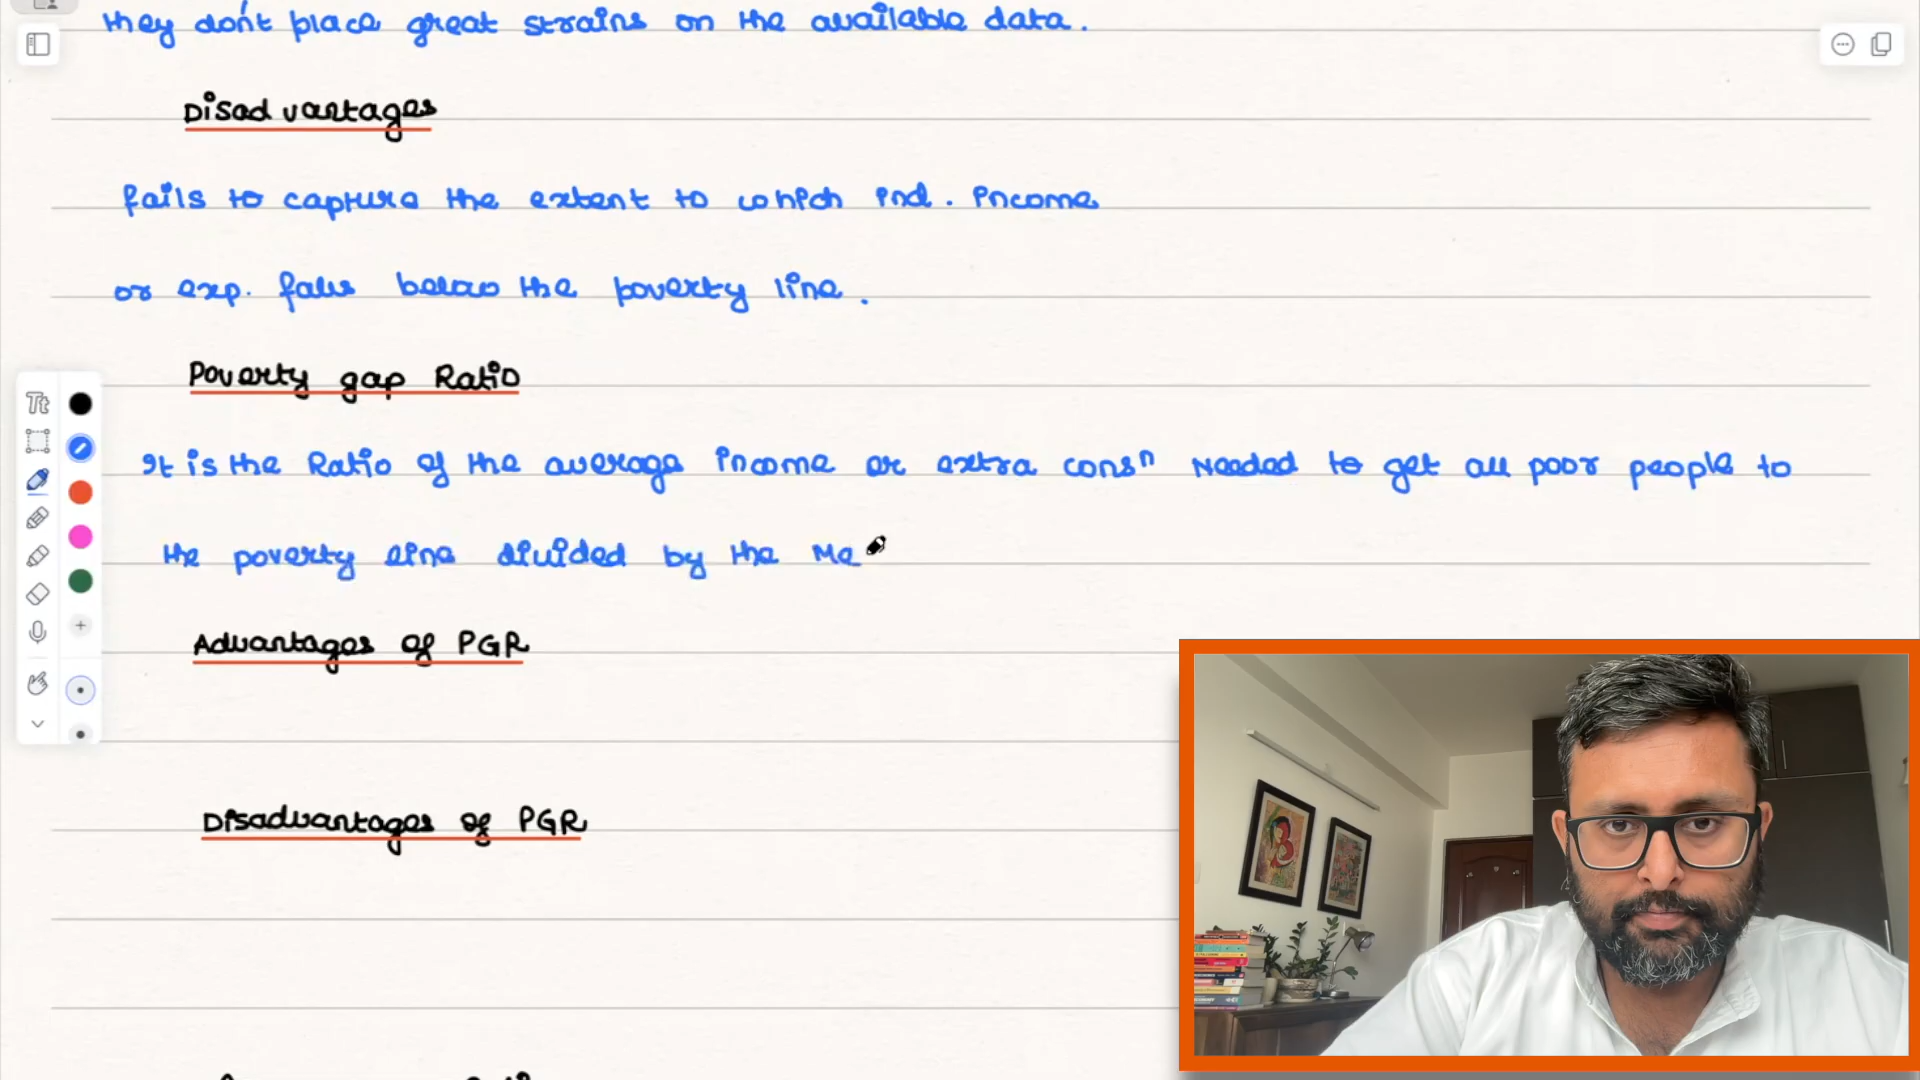 they don't place great strains on the available data.
Disadvantages
fails to capture the extent to which ind. income
or exp. falls below the poverty line.
Poverty gap Ratio
It is the Ratio of the average income or extra consⁿ Needed to get all poor people to
the poverty line divided by the Me
Tt
Advantages of PGR
Disadvantages of PGR